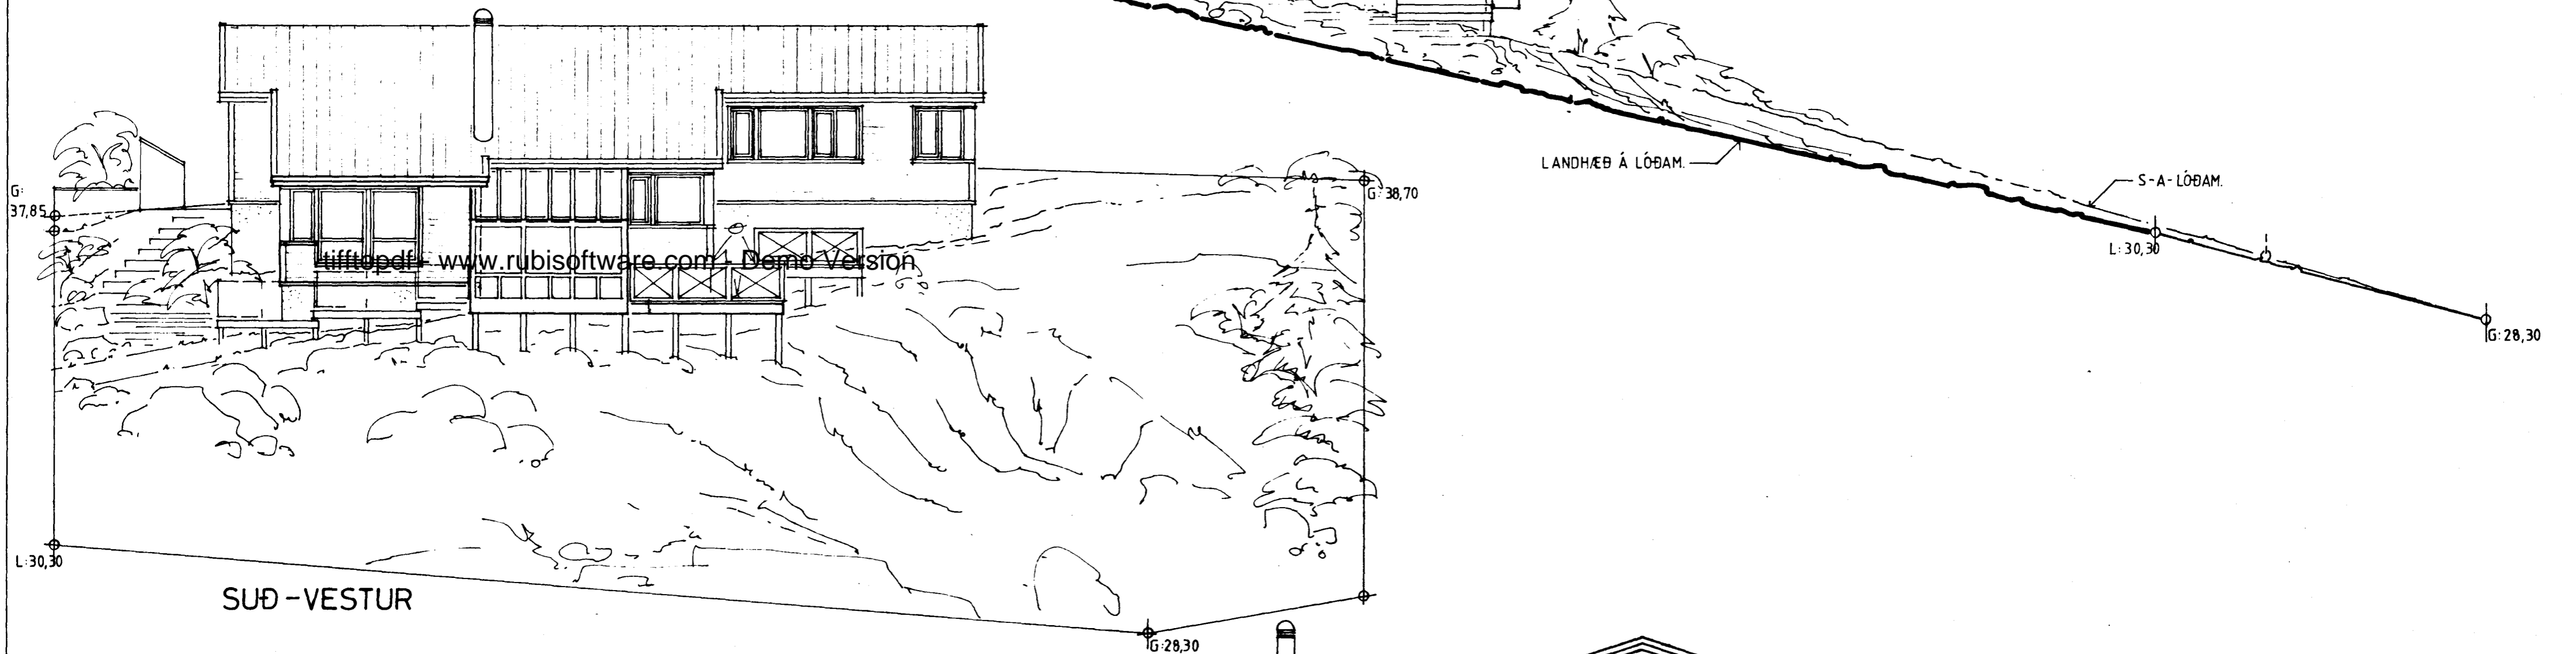 G:
37,85
G: 38,70
tifftopdf - www.rubisoftware.com - Demo Version
L:30,30
SUÐ-VESTUR
G:28,30
LANDHÆÐ Á LÓÐAM.
S-A-LÓÐAM.
L:30,30
G:28,30